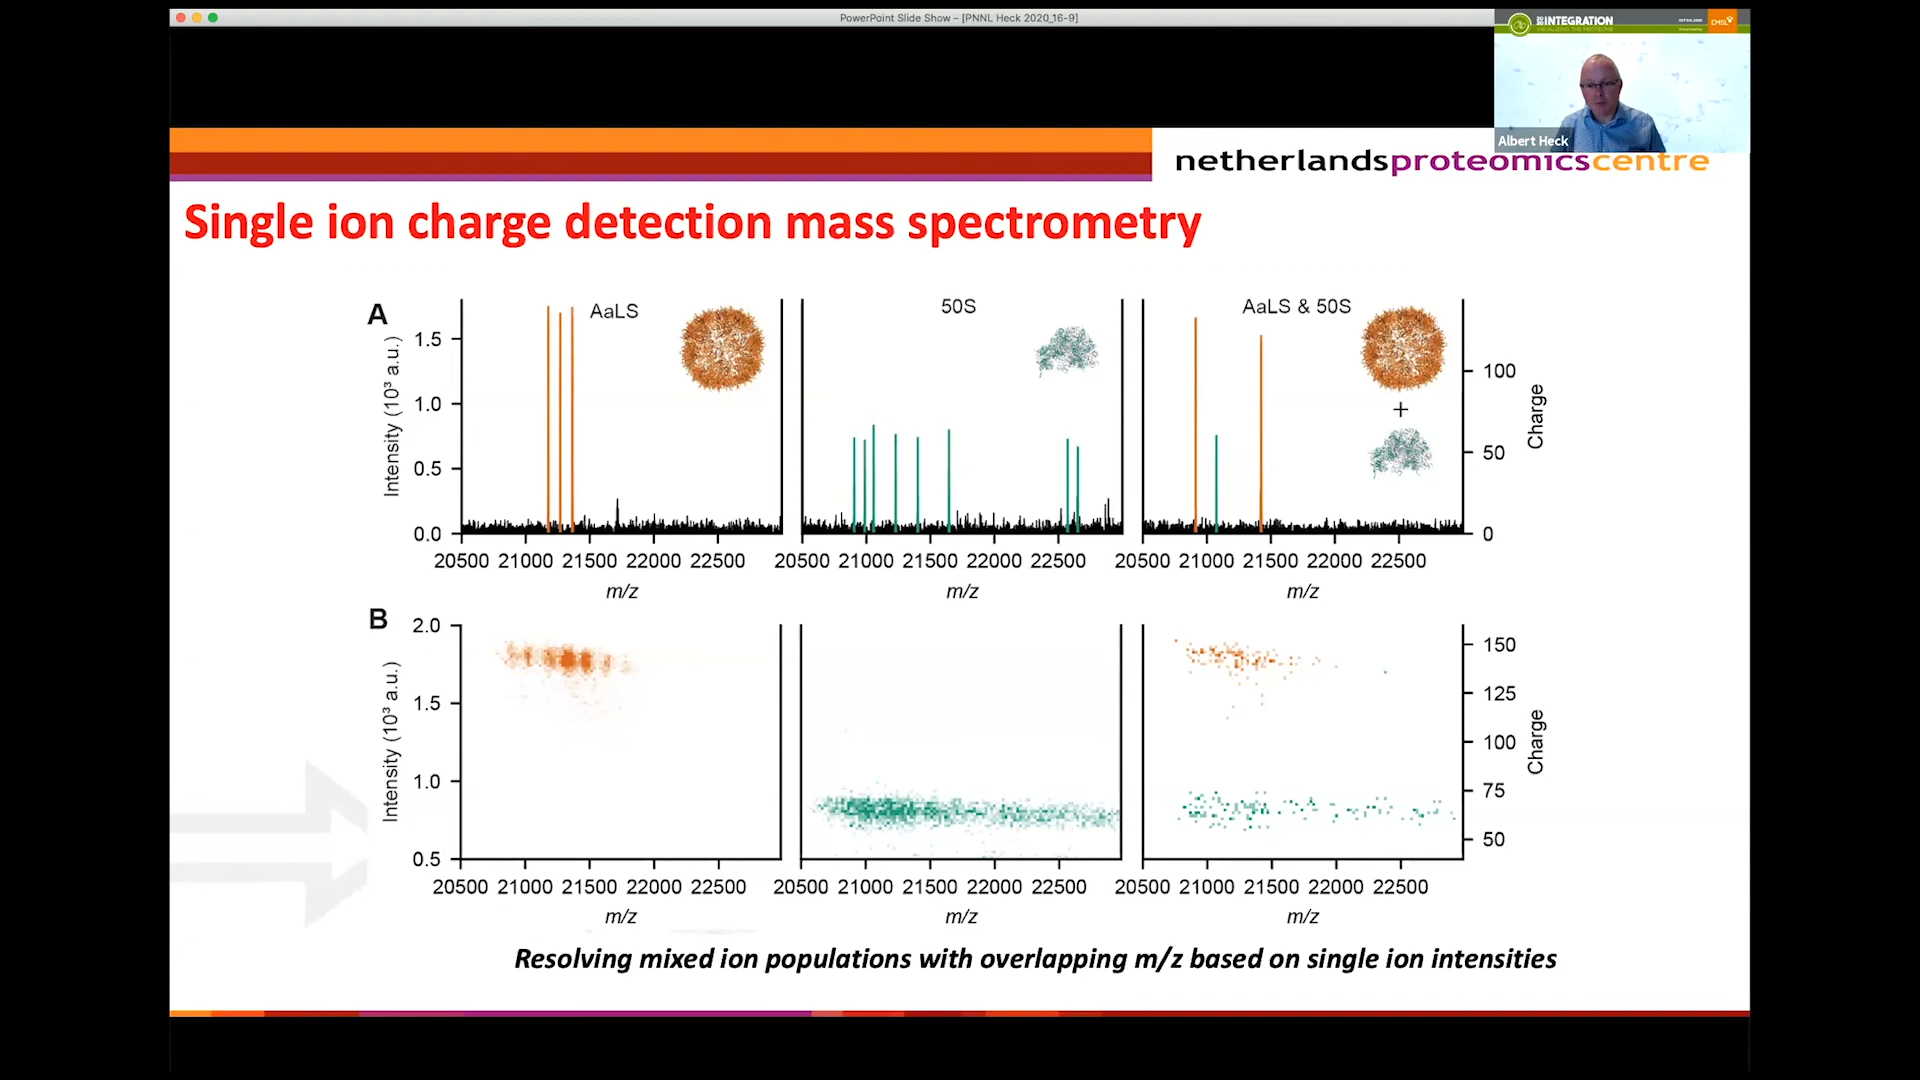 PowerPoint Slide Show – [PNNL Heck 2020_16-9]
INTEGRATION
VISUALIZING THE PROTEOME
EMSL
Albert Heck
netherlandsproteomicscentre
Single ion charge detection mass spectrometry
A
AaLS
50S
AaLS & 50S
Intensity (10³ a.u.)
1.5
1.0
0.5
0.0
+
100
50
0
Charge
20500 21000 21500 22000 22500
20500 21000 21500 22000 22500
20500 21000 21500 22000 22500
m/z
m/z
m/z
B
Intensity (10³ a.u.)
2.0
1.5
1.0
0.5
150
125
100
75
50
Charge
20500 21000 21500 22000 22500
20500 21000 21500 22000 22500
20500 21000 21500 22000 22500
m/z
m/z
m/z
Resolving mixed ion populations with overlapping m/z based on single ion intensities